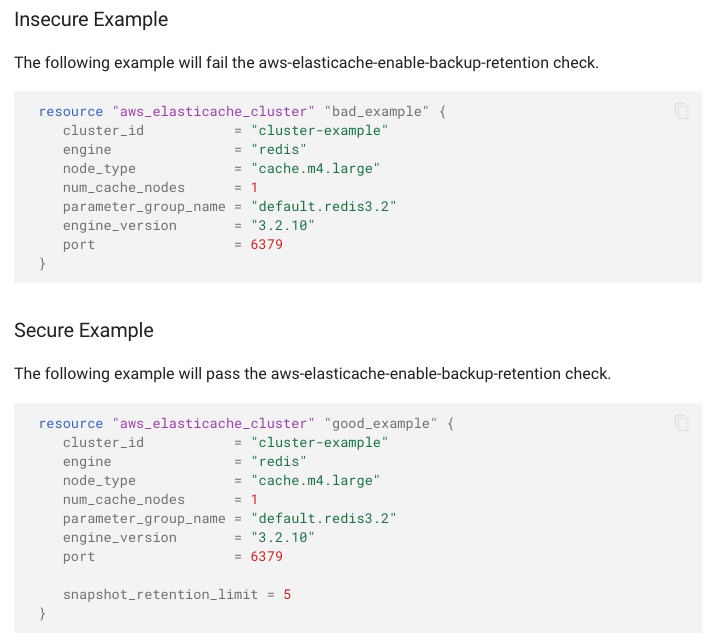 Insecure Example
The following example will fail the aws-elasticache-enable-backup-retention check.
resource "aws_elasticache_cluster" "bad_example" {
   cluster_id           = "cluster-example"
   engine               = "redis"
   node_type            = "cache.m4.large"
   num_cache_nodes      = 1
   parameter_group_name = "default.redis3.2"
   engine_version       = "3.2.10"
   port                 = 6379
}
Secure Example
The following example will pass the aws-elasticache-enable-backup-retention check.
resource "aws_elasticache_cluster" "good_example" {
   cluster_id           = "cluster-example"
   engine               = "redis"
   node_type            = "cache.m4.large"
   num_cache_nodes      = 1
   parameter_group_name = "default.redis3.2"
   engine_version       = "3.2.10"
   port                 = 6379
   snapshot_retention_limit = 5
}